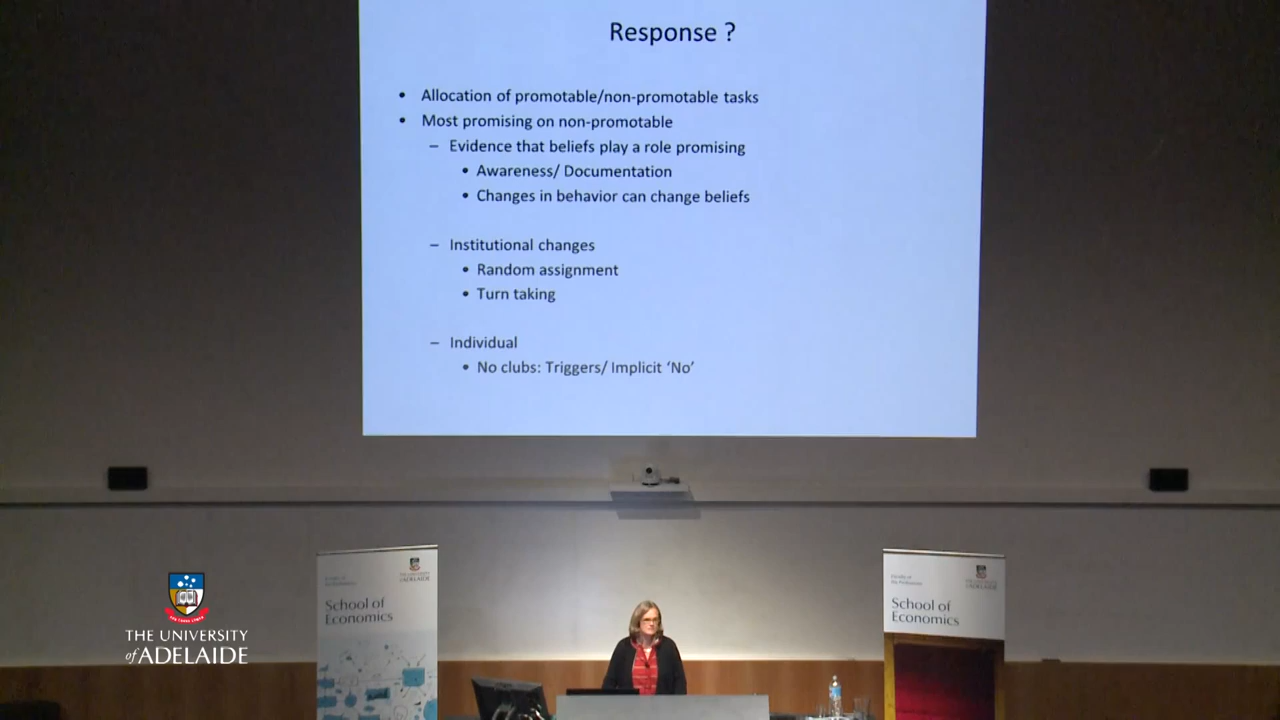 Response ?
• Allocation of promotable/non-promotable tasks
• Most promising on non-promotable
– Evidence that beliefs play a role promising
• Awareness/ Documentation
• Changes in behavior can change beliefs
– Institutional changes
• Random assignment
• Turn taking
– Individual
• No clubs: Triggers/ Implicit ‘No’
THE UNIVERSITY
of ADELAIDE
School of
Economics
School of
Economics